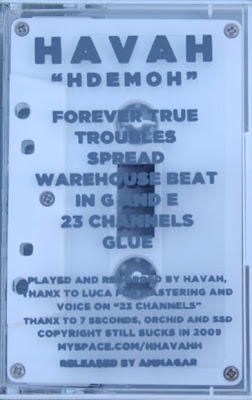 HAVAH
"HDEMOH"
FOREVER TRUE
TROUBLES
SPREAD
WAREHOUSE BEAT
IN G AND E
23 CHANNELS
GLUE
PLAYED AND RECORDED BY HAVAH,
THANX TO LUCA FOR MASTERING AND
VOICE ON "23 CHANNELS"
THANX TO 7 SECONDS, ORCHID AND SSD
COPYRIGHT STILL SUCKS IN 2009
MYSPACE.COM/HHAVAHH
RELEASED BY AMMAGAR